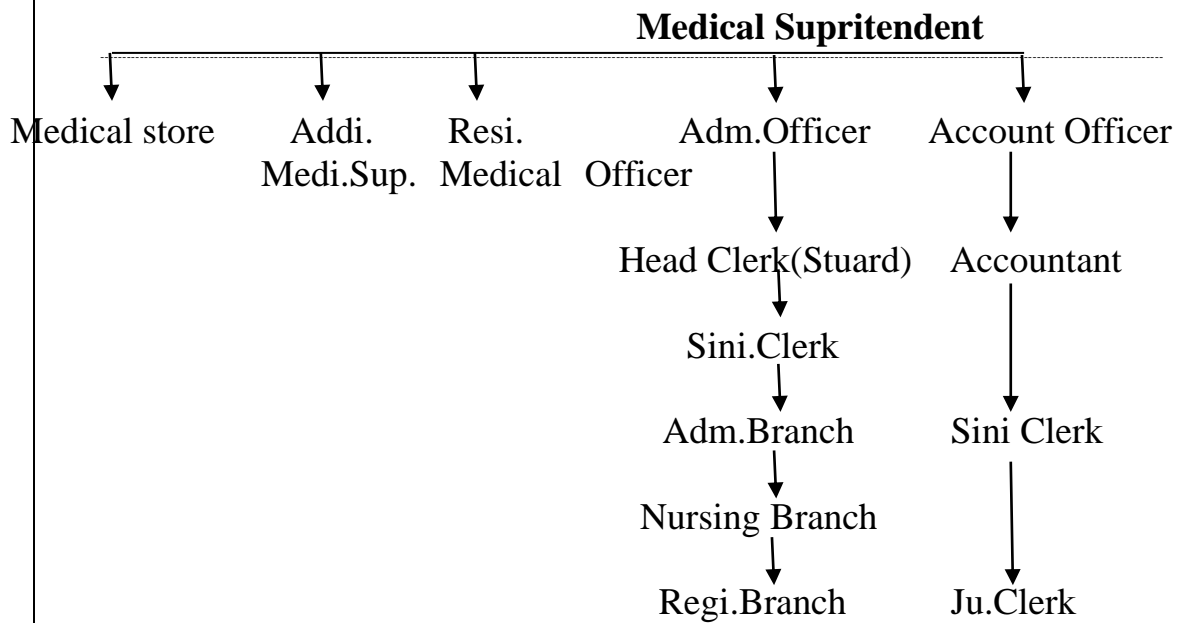 Medical Supritendent
Medical store Addi. Resi. Adm.Officer Account Officer
Medi.Sup. Medical Officer
Head Clerk(Stuard) Accountant
Sini.Clerk
Adm.Branch Sini Clerk
Nursing Branch
Regi.Branch Ju.Clerk